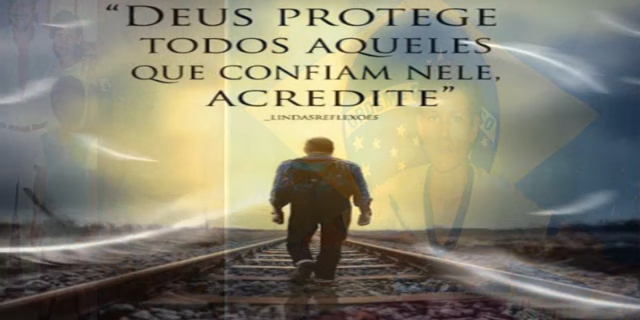 “DEUS PROTEGE
TODOS AQUELES
QUE CONFIAM NELE,
ACREDITE”
_LINDASREFLEXOES